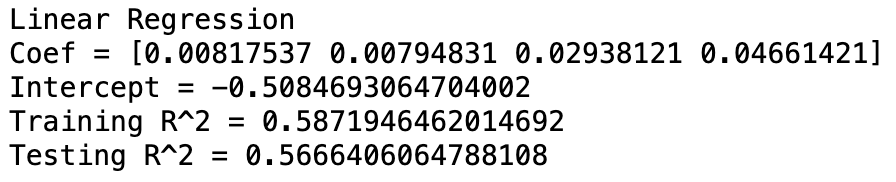 Linear Regression
Coef = [0.00817537 0.00794831 0.02938121 0.04661421]
Intercept = -0.5084693064704002
Training R^2 = 0.5871946462014692
Testing R^2 = 0.5666406064788108